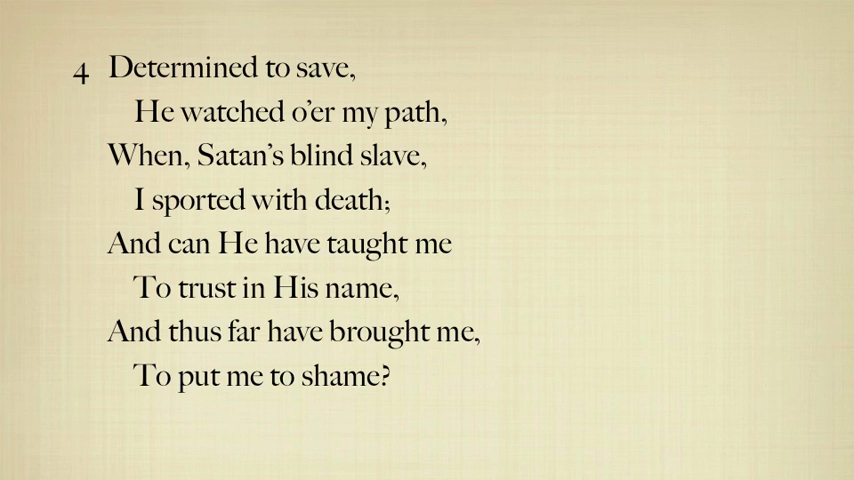 4 Determined to save,
He watched o'er my path,
When, Satan's blind slave,
I sported with death;
And can He have taught me
To trust in His name,
And thus far have brought me,
To put me to shame?